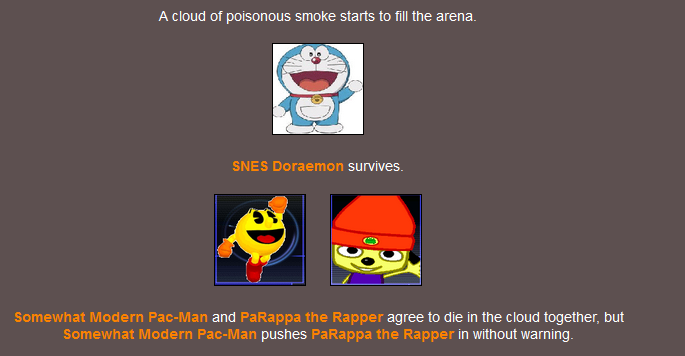 A cloud of poisonous smoke starts to fill the arena.
SNES Doraemon survives.
Somewhat Modern Pac-Man and PaRappa the Rapper agree to die in the cloud together, but
Somewhat Modern Pac-Man pushes PaRappa the Rapper in without warning.